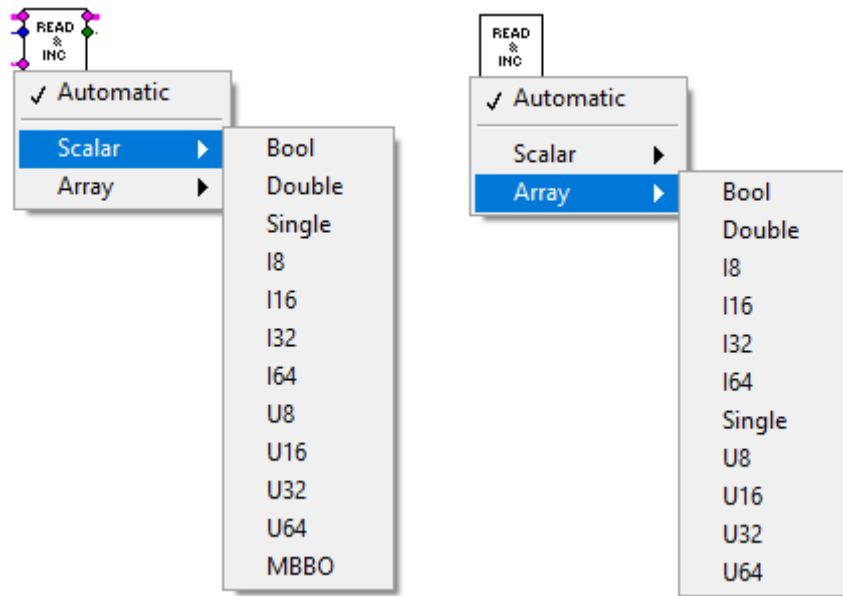 READ
&
INC
✓ Automatic
Scalar
Array
Bool
Double
Single
I8
I16
I32
I64
U8
U16
U32
U64
MBBO
READ
&
INC
✓ Automatic
Scalar
Array
Bool
Double
I8
I16
I32
I64
Single
U8
U16
U32
U64